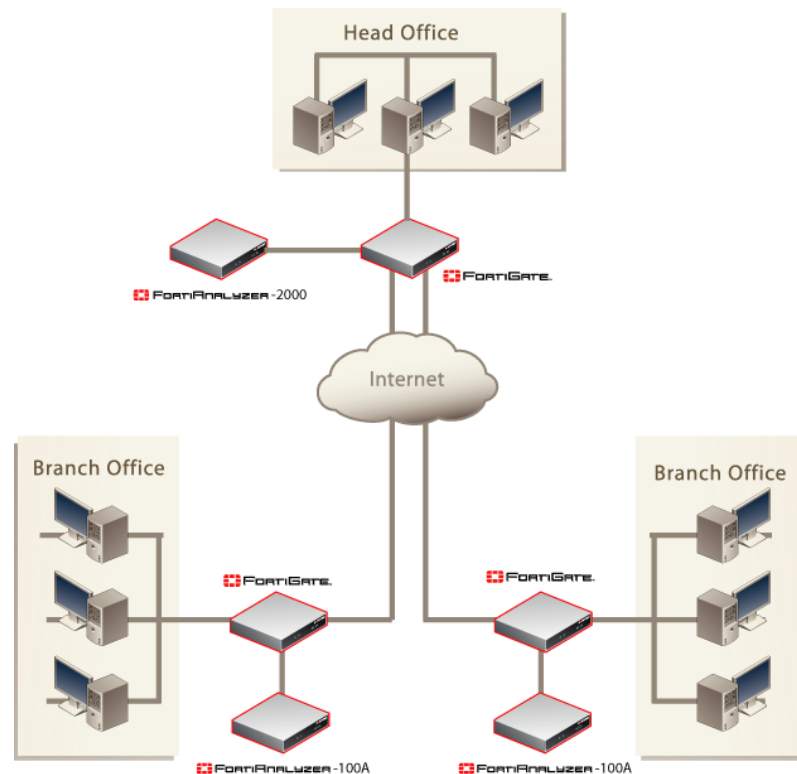 Head Office
FORTIANALYZER-2000
FORTIGATE.
Internet
Branch Office
Branch Office
FORTIGATE.
FORTIGATE.
FORTIANALYZER-100A
FORTIANALYZER-100A